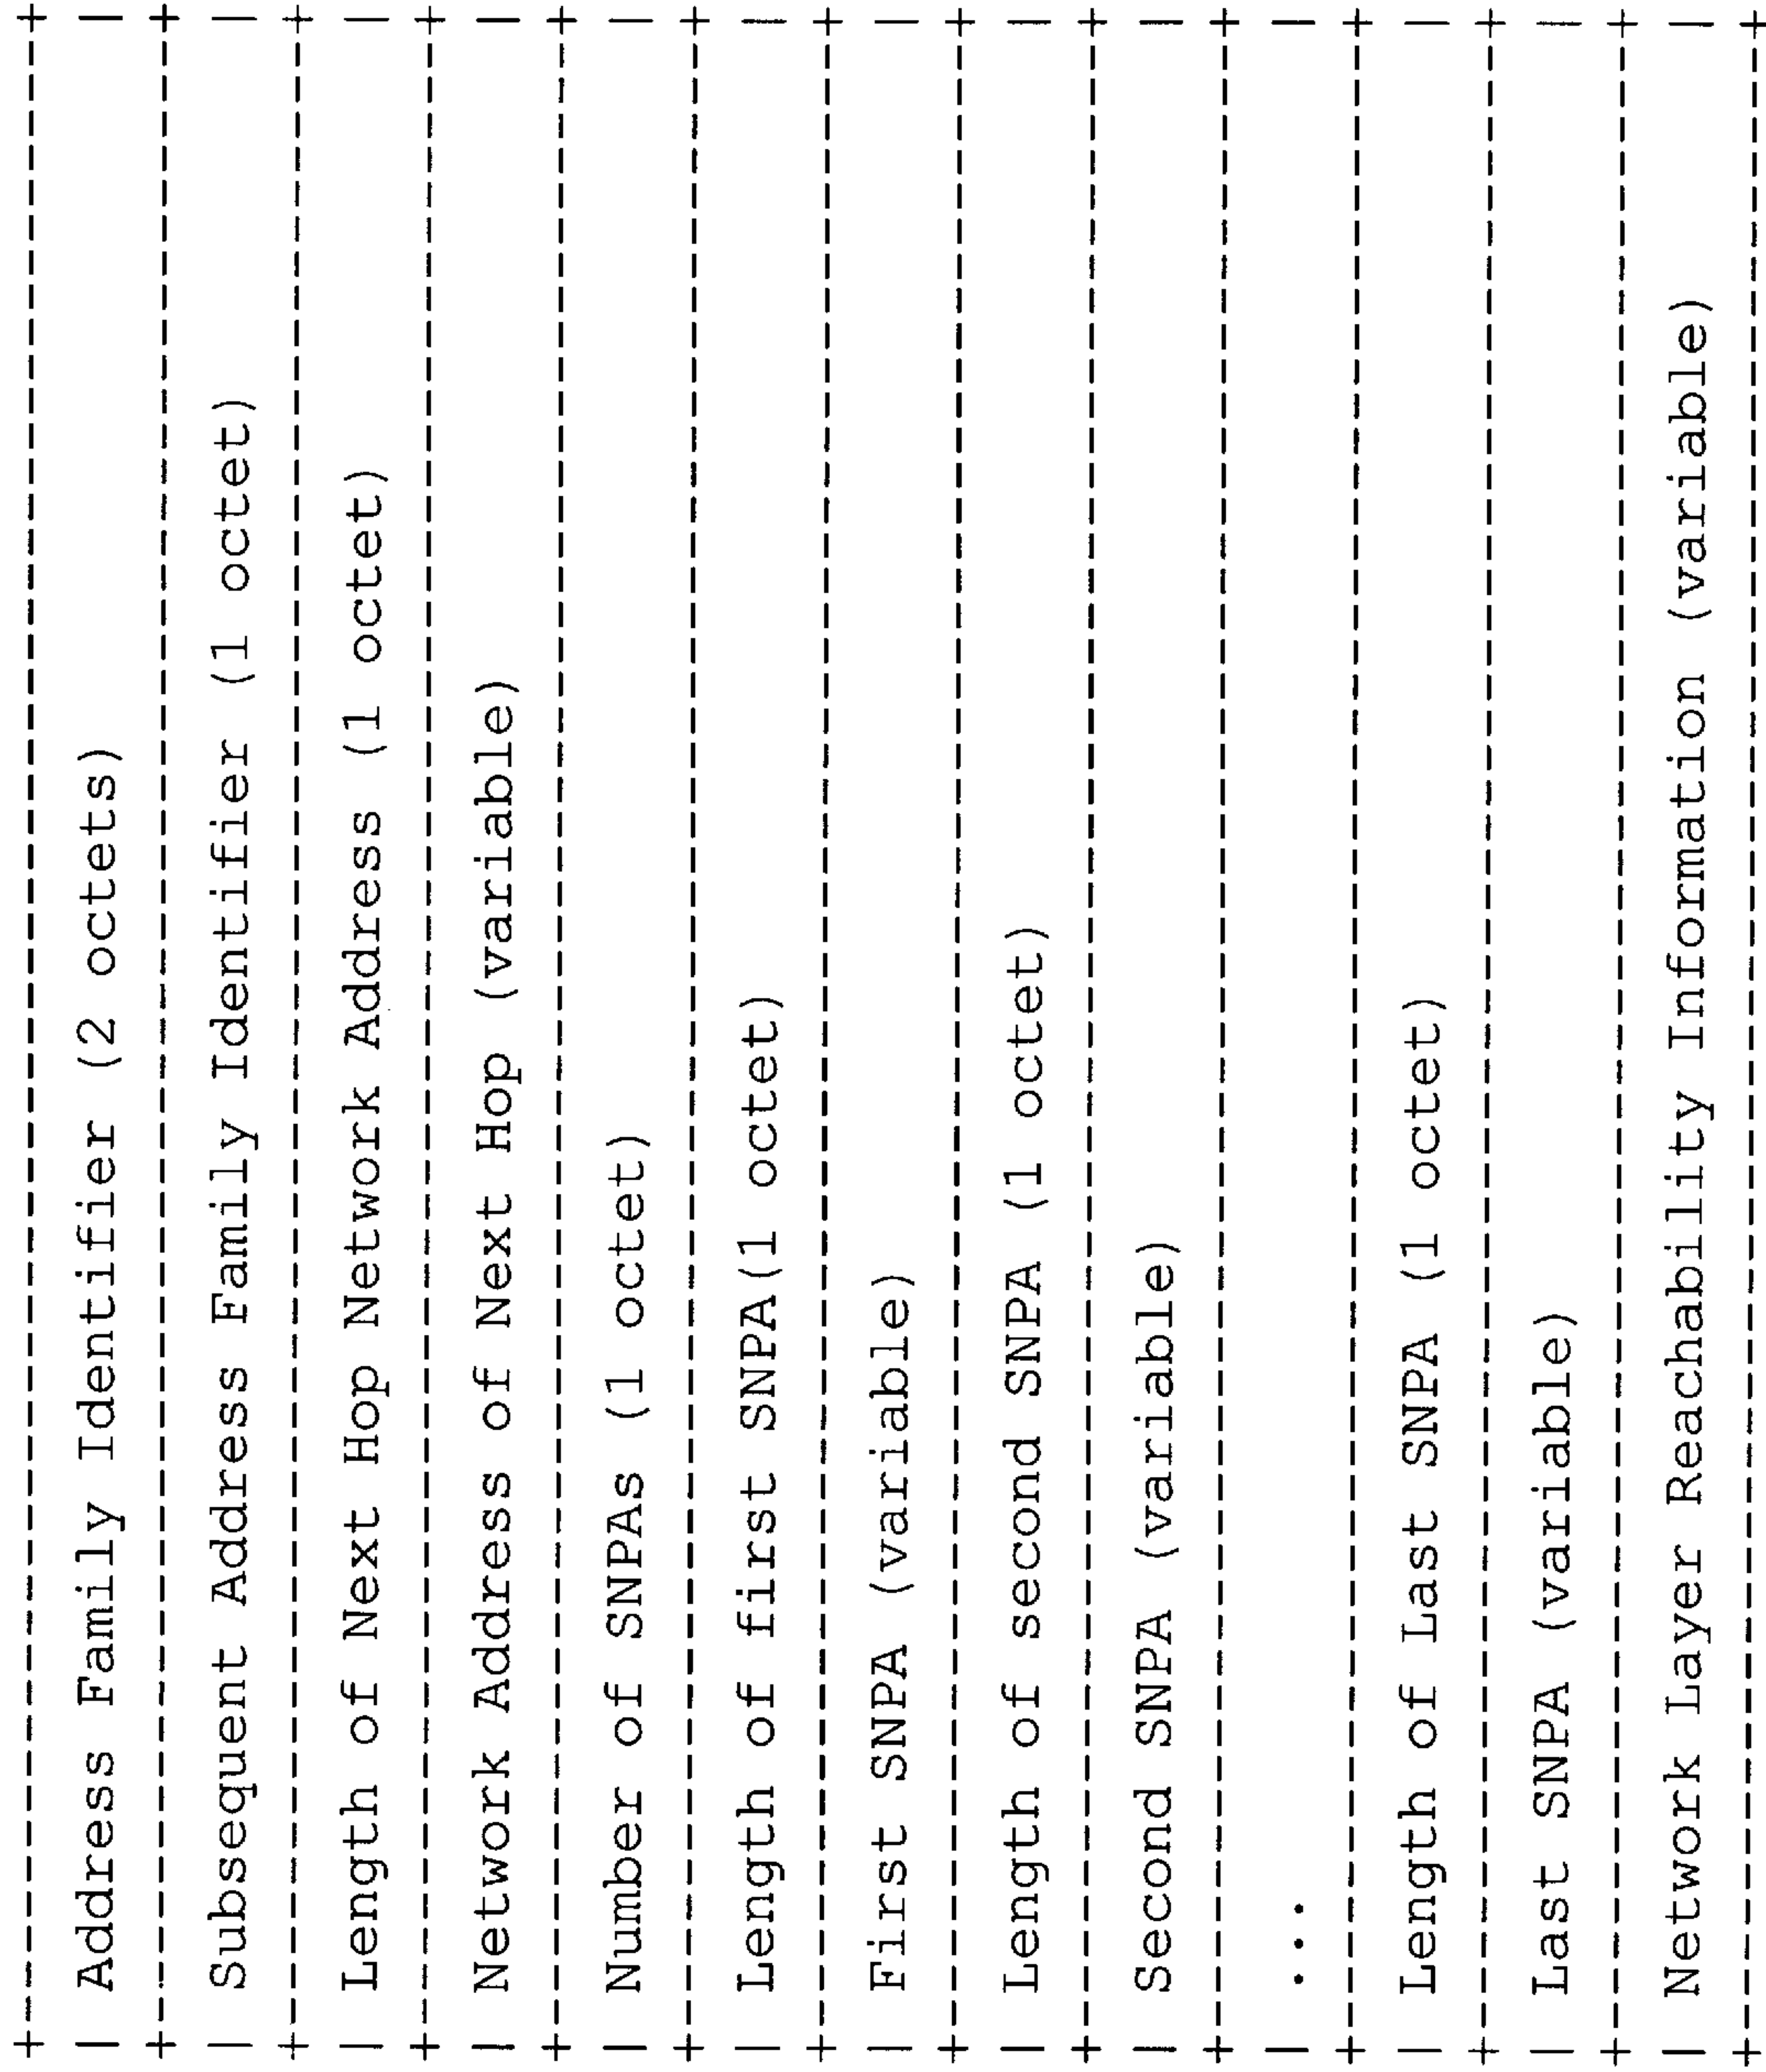 +---------------------------------------------------------+
| Address Family Identifier (2 octets) |
+---------------------------------------------------------+
| Subsequent Address Family Identifier (1 octet) |
+---------------------------------------------------------+
| Length of Next Hop Network Address (1 octet) |
+---------------------------------------------------------+
| Network Address of Next Hop (variable) |
+---------------------------------------------------------+
| Number of SNPAs (1 octet) |
+---------------------------------------------------------+
| Length of first SNPA(1 octet) |
+---------------------------------------------------------+
| First SNPA (variable) |
+---------------------------------------------------------+
| Length of second SNPA (1 octet) |
+---------------------------------------------------------+
| Second SNPA (variable) |
+---------------------------------------------------------+
| ... |
+---------------------------------------------------------+
| Length of Last SNPA (1 octet) |
+---------------------------------------------------------+
| Last SNPA (variable) |
+---------------------------------------------------------+
| Network Layer Reachability Information (variable) |
+---------------------------------------------------------+